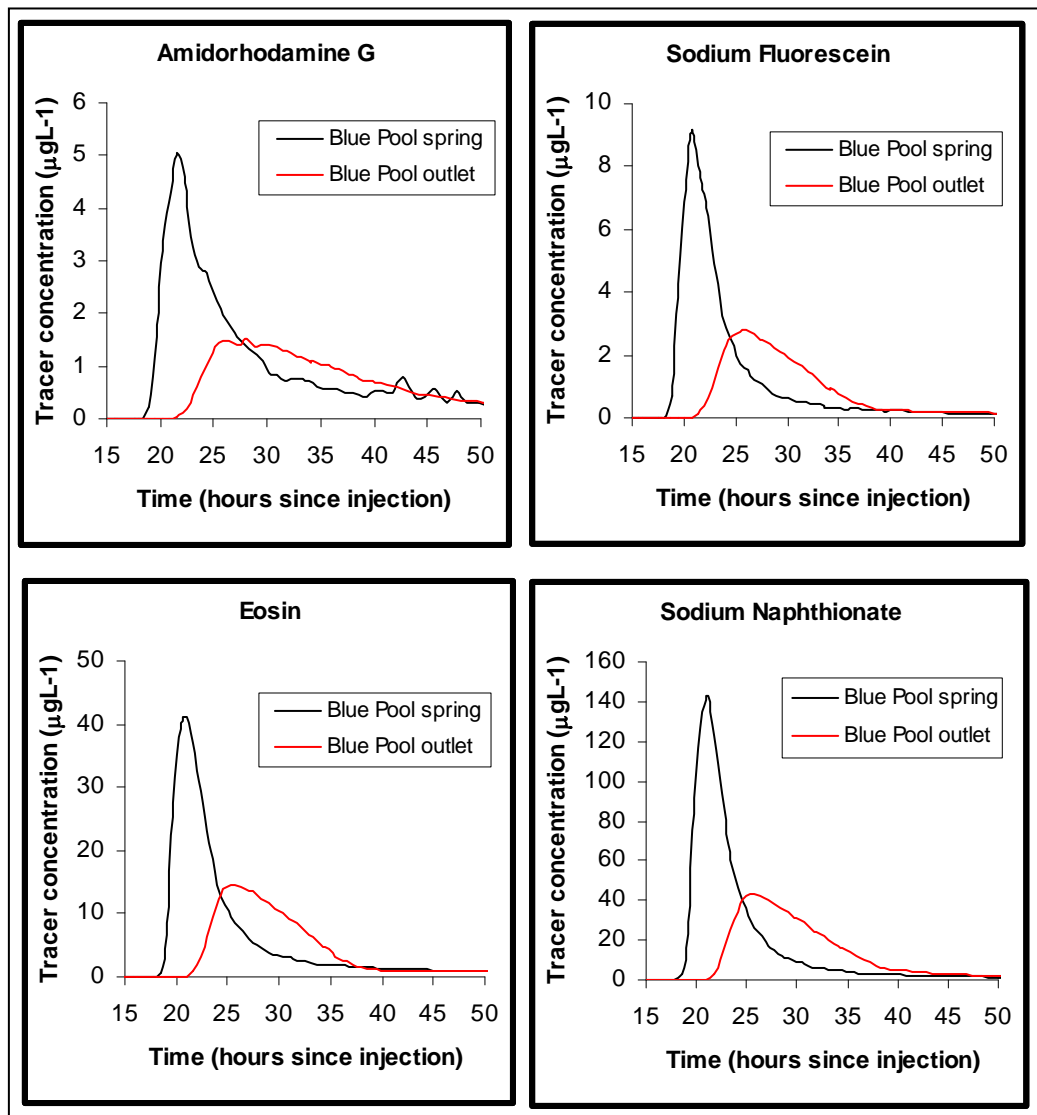 Amidorhodamine G
Tracer concentration (µgL-1)
6
5
4
3
2
1
0
Blue Pool spring
Blue Pool outlet
15 20 25 30 35 40 45 50
Time (hours since injection)
Sodium Fluorescein
Tracer concentration (µgL-1)
10
8
6
4
2
0
Blue Pool spring
Blue Pool outlet
15 20 25 30 35 40 45 50
Time (hours since injection)
Eosin
Tracer concentration (µgL-1)
50
40
30
20
10
0
Blue Pool spring
Blue Pool outlet
15 20 25 30 35 40 45 50
Time (hours since injection)
Sodium Naphthionate
Tracer concentration (µgL-1)
160
140
120
100
80
60
40
20
0
Blue Pool spring
Blue Pool outlet
15 20 25 30 35 40 45 50
Time (hours since injection)